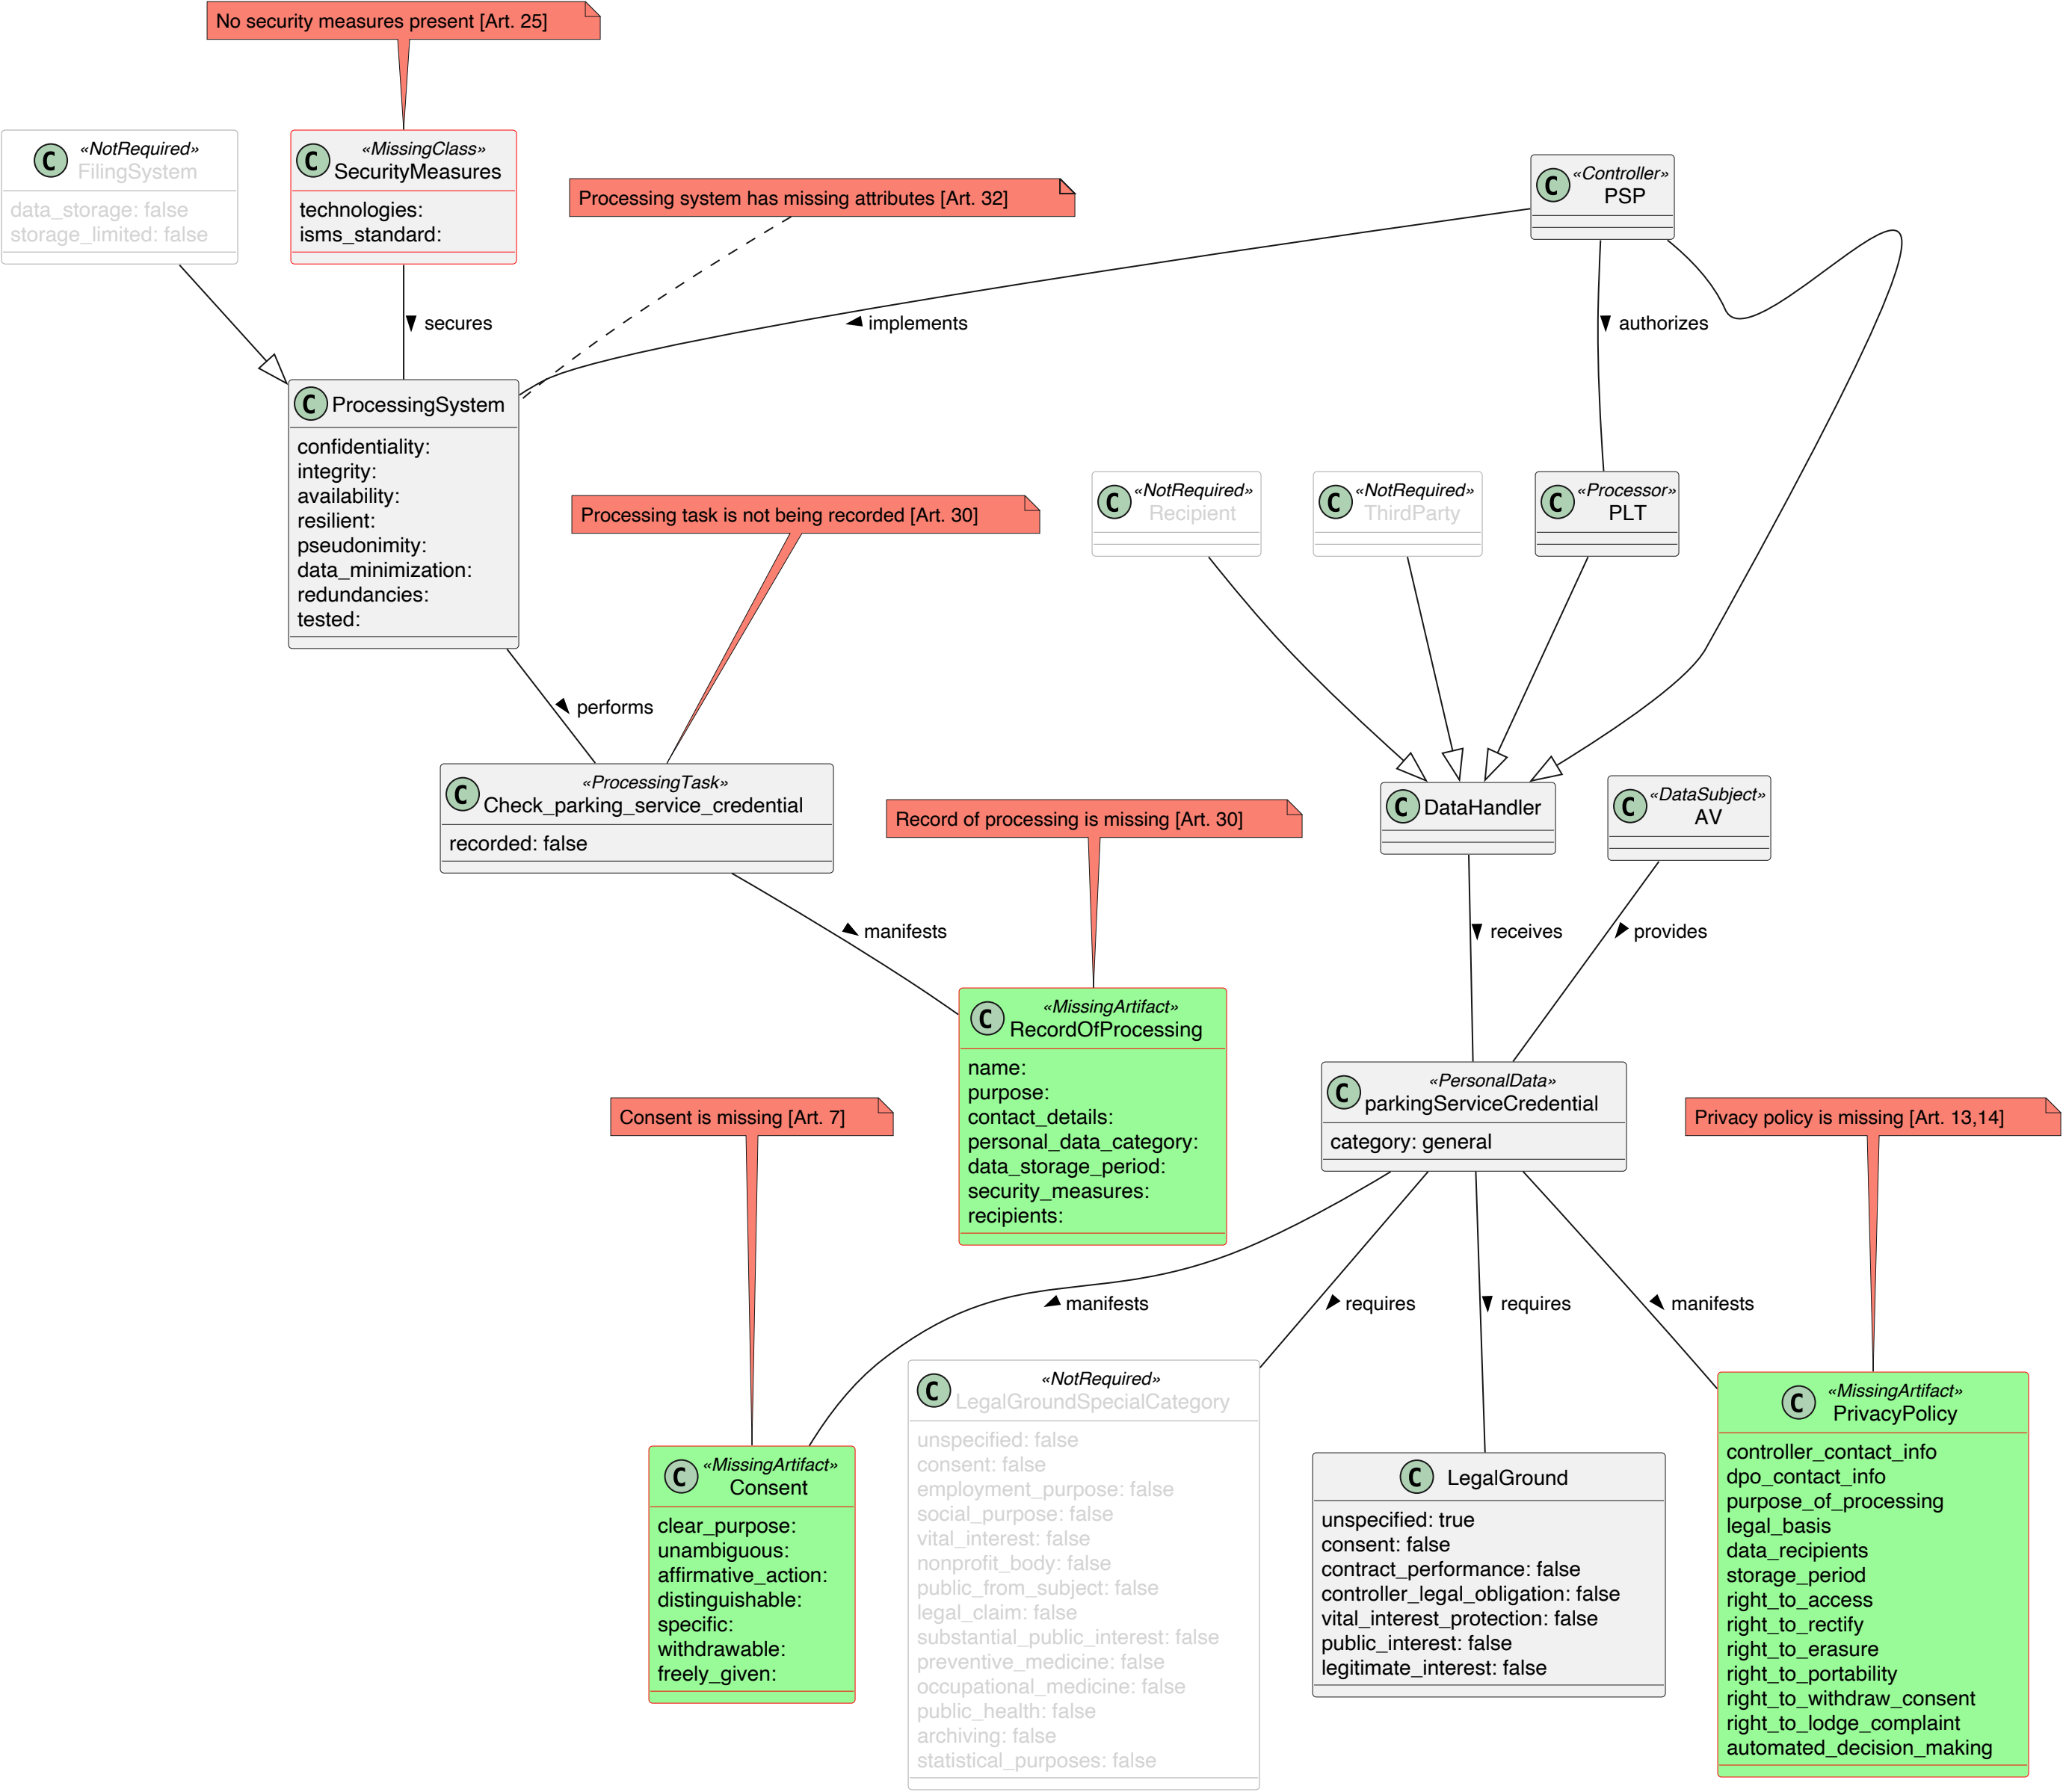 No security measures present [Art. 25]
C «NotRequired»
FilingSystem
data_storage: false
storage_limited: false
C «MissingClass»
SecurityMeasures
technologies:
isms_standard:
Processing system has missing attributes [Art. 32]
C «Controller»
PSP
secures
implements
authorizes
C ProcessingSystem
confidentiality:
integrity:
availability:
resilient:
pseudonimity:
data_minimization:
redundancies:
tested:
Processing task is not being recorded [Art. 30]
C «NotRequired»
Recipient
C «NotRequired»
ThirdParty
C «Processor»
PLT
performs
C «ProcessingTask»
Check_parking_service_credential
recorded: false
Record of processing is missing [Art. 30]
C DataHandler
C «DataSubject»
AV
manifests
receives
provides
C «MissingArtifact»
RecordOfProcessing
name:
purpose:
contact_details:
personal_data_category:
data_storage_period:
security_measures:
recipients:
C «PersonalData»
parkingServiceCredential
category: general
Consent is missing [Art. 7]
Privacy policy is missing [Art. 13,14]
manifests
requires
requires
manifests
C «MissingArtifact»
Consent
clear_purpose:
unambiguous:
affirmative_action:
distinguishable:
specific:
withdrawable:
freely_given:
C «NotRequired»
LegalGroundSpecialCategory
unspecified: false
consent: false
employment_purpose: false
social_purpose: false
vital_interest: false
nonprofit_body: false
public_from_subject: false
legal_claim: false
substantial_public_interest: false
preventive_medicine: false
occupational_medicine: false
public_health: false
archiving: false
statistical_purposes: false
C LegalGround
unspecified: true
consent: false
contract_performance: false
controller_legal_obligation: false
vital_interest_protection: false
public_interest: false
legitimate_interest: false
C «MissingArtifact»
PrivacyPolicy
controller_contact_info
dpo_contact_info
purpose_of_processing
legal_basis
data_recipients
storage_period
right_to_access
right_to_rectify
right_to_erasure
right_to_portability
right_to_withdraw_consent
right_to_lodge_complaint
automated_decision_making